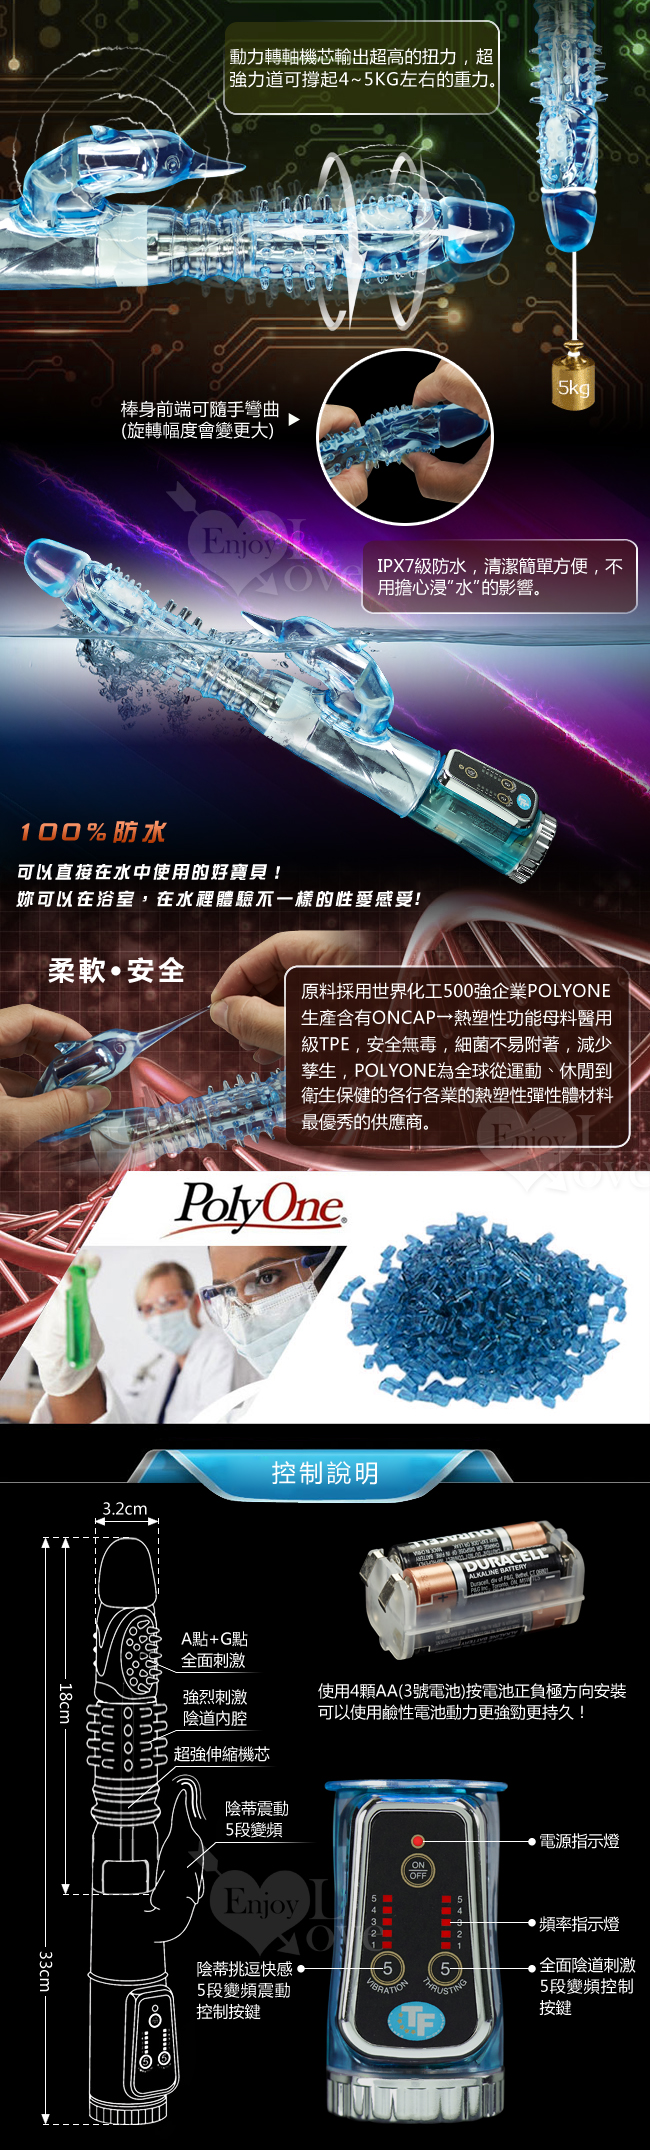 動力轉軸機芯輸出超高的扭力，超
強力道可撐起4~5KG左右的重力。
5kg
棒身前端可隨手彎曲
(旋轉幅度會變更大)
Enjoy Love
IPX7級防水，清潔簡單方便，不
用擔心浸"水"的影響。
100%防水
可以直接在水中使用的好寶貝！
妳可以在浴室，在水裡體驗不一樣的性愛感受!
柔軟•安全
原料採用世界化工500強企業POLYONE
生產含有ONCAP→熱塑性功能母料醫用
級TPE，安全無毒，細菌不易附著，減少
孳生，POLYONE為全球從運動、休閒到
衛生保健的各行各業的熱塑性彈性體材料
最優秀的供應商。
Enjoy Love
PolyOne®
控制說明
3.2cm
18cm
33cm
A點+G點
全面刺激
強烈刺激
陰道內腔
超強伸縮機芯
陰蒂震動
5段變頻
DURACELL
DURACELL
ALKALINE BATTERY
使用4顆AA(3號電池)按電池正負極方向安裝
可以使用鹼性電池動力更強勁更持久！
電源指示燈
ON
OFF
5 5
4 4
3 3
2 2
1 1
頻率指示燈
Enjoy Love
陰蒂挑逗快感
5段變頻震動
控制按鍵
5 VIBRATION
5 THRUSTING
TF
全面陰道刺激
5段變頻控制
按鍵